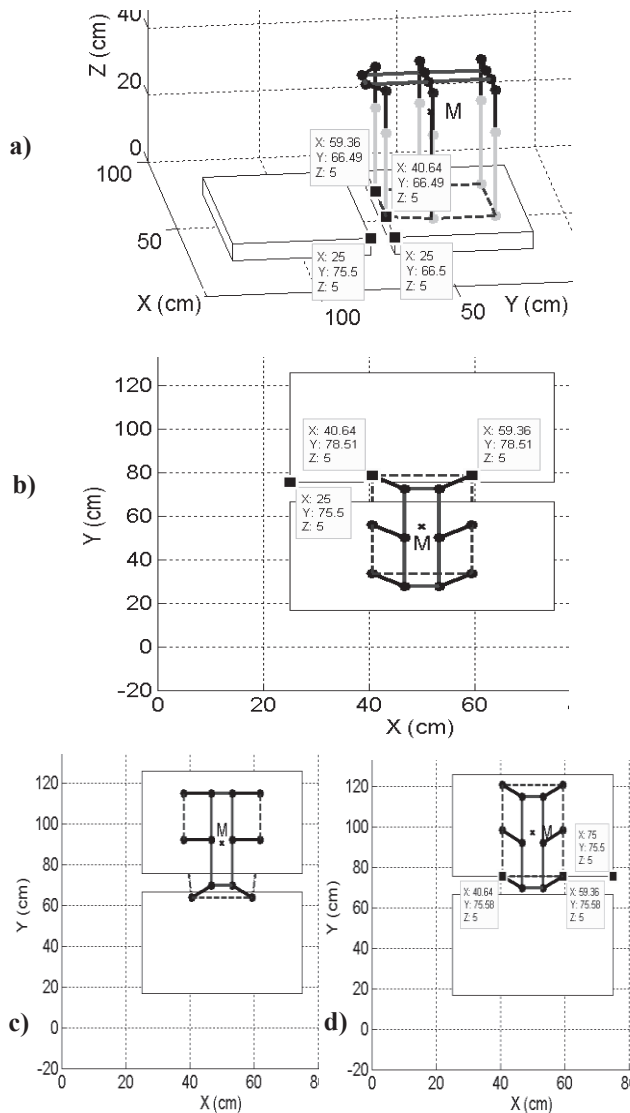 a)
Z (cm)
40
20
0
100
50
X (cm)
100
50
Y (cm)
M
X: 59.36
Y: 66.49
Z: 5
X: 40.64
Y: 66.49
Z: 5
X: 25
Y: 75.5
Z: 5
X: 25
Y: 66.5
Z: 5
b)
Y (cm)
120
100
80
60
40
20
0
-20
0
20
40
60
X (cm)
X: 40.64
Y: 78.51
Z: 5
X: 59.36
Y: 78.51
Z: 5
X: 25
Y: 75.5
Z: 5
M
c)
Y (cm)
120
100
80
60
40
20
0
-20
0
20
40
60
80
X (cm)
M
d)
Y (cm)
120
100
80
60
40
20
0
-20
0
20
40
60
80
X (cm)
M
X: 75
Y: 75.5
Z: 5
X: 40.64
Y: 75.58
Z: 5
X: 59.36
Y: 75.58
Z: 5